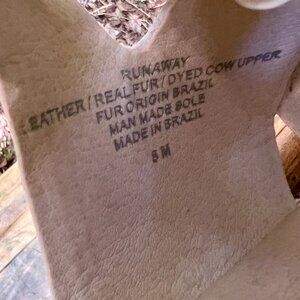 RUNAWAY
LEATHER / REAL FUR / DYED COW UPPER
FUR ORIGIN BRAZIL
MAN MADE SOLE
MADE IN BRAZIL
8 M